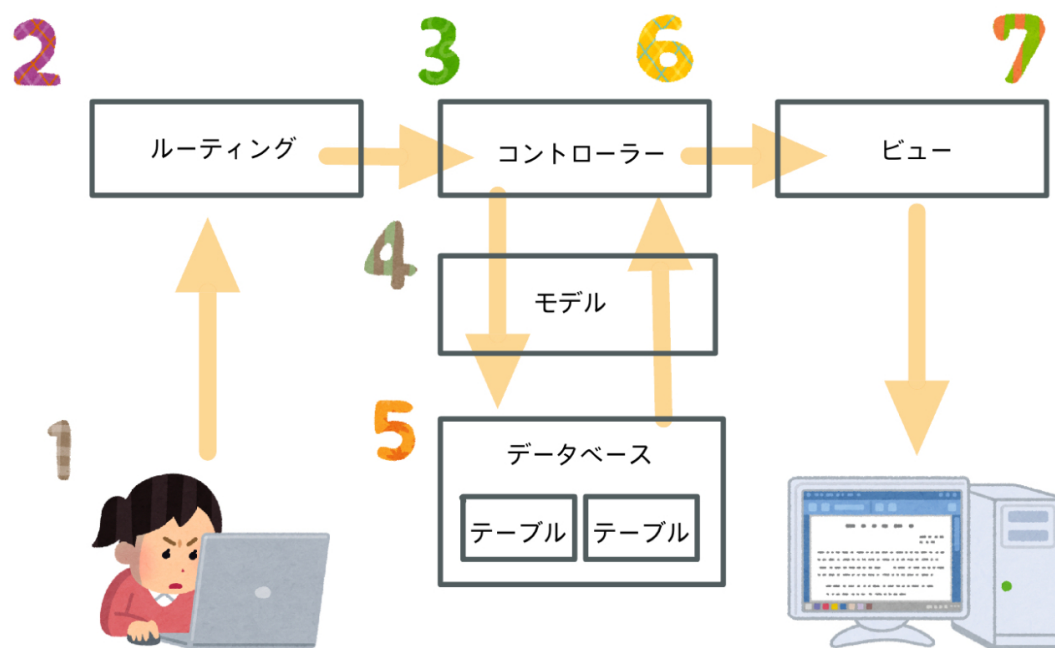 2
3
6
7
ルーティング
コントローラー
ビュー
4
モデル
1
5
データベース
テーブル
テーブル